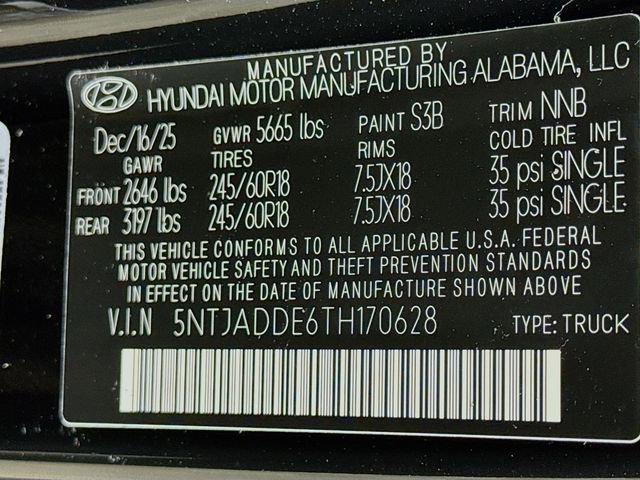 MANUFACTURED BY
HYUNDAI MOTOR MANUFACTURING ALABAMA, LLC
Dec/16/25 GVWR 5665 lbs PAINT S3B TRIM NNB
GAWR TIRES RIMS COLD TIRE INFL
FRONT 2646 lbs 245/60R18 7.5JX18 35 psi SINGLE
REAR 3197 lbs 245/60R18 7.5JX18 35 psi SINGLE
THIS VEHICLE CONFORMS TO ALL APPLICABLE U.S.A. FEDERAL
MOTOR VEHICLE SAFETY AND THEFT PREVENTION STANDARDS
IN EFFECT ON THE DATE OF MANUFACTURE SHOWN ABOVE
V.I.N 5NTJADDE6TH170628 TYPE: TRUCK